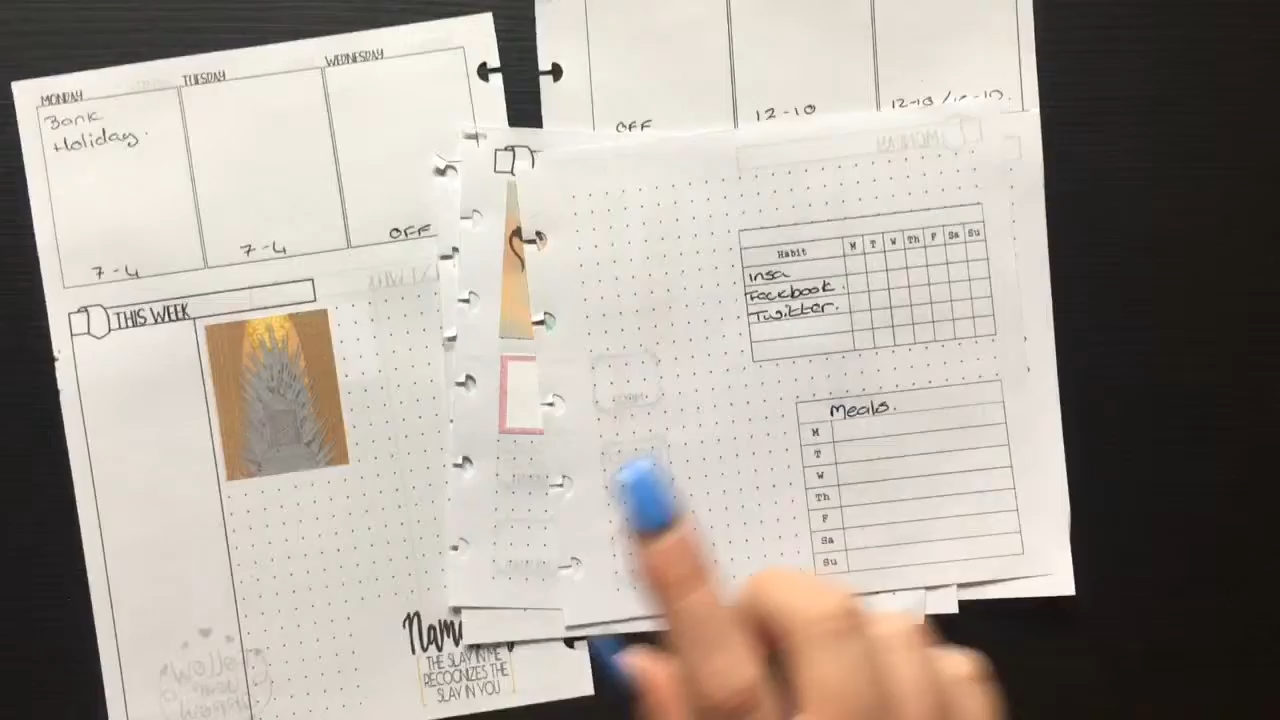 MONDAY
TUESDAY
WEDNESDAY
Bank
Holiday.
7-4
7-4
OFF
OFF
12-10
THIS WEEK
Habit M T W Th F Sa Su
insa
Facebook.
Twitter.
Meals.
M
T
W
Th
F
Sa
Su
THE SLAY IN ME
RECOGNIZES THE
SLAY IN YOU